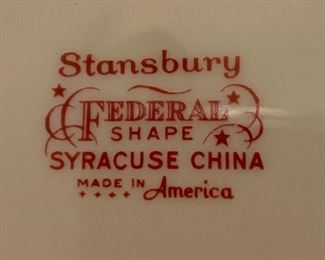 Stansbury
FEDERAL
SHAPE
SYRACUSE CHINA
MADE IN America